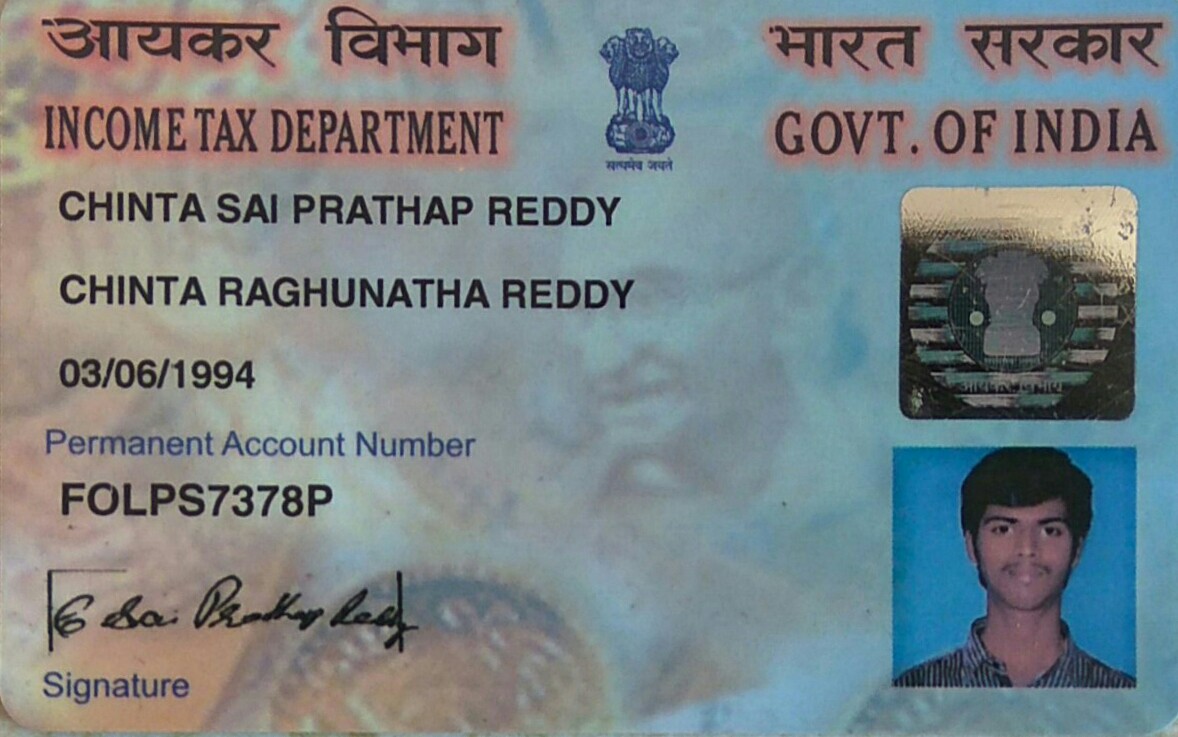 आयकर विभाग
INCOME TAX DEPARTMENT
भारत सरकार
GOVT. OF INDIA
सत्यमेव जयते
CHINTA SAI PRATHAP REDDY
CHINTA RAGHUNATHA REDDY
03/06/1994
Permanent Account Number
FOLPS7378P
Sai Prathap Reddy
Signature